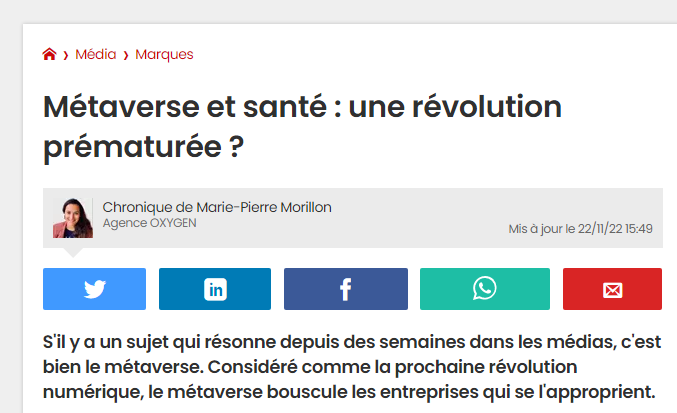 Média › Marques
Métaverse et santé : une révolution
prématurée ?
Chronique de Marie-Pierre Morillon
Agence OXYGEN
Mis à jour le 22/11/22 15:49
in
S'il y a un sujet qui résonne depuis des semaines dans les médias, c'est
bien le métaverse. Considéré comme la prochaine révolution
numérique, le métaverse bouscule les entreprises qui se l'approprient.